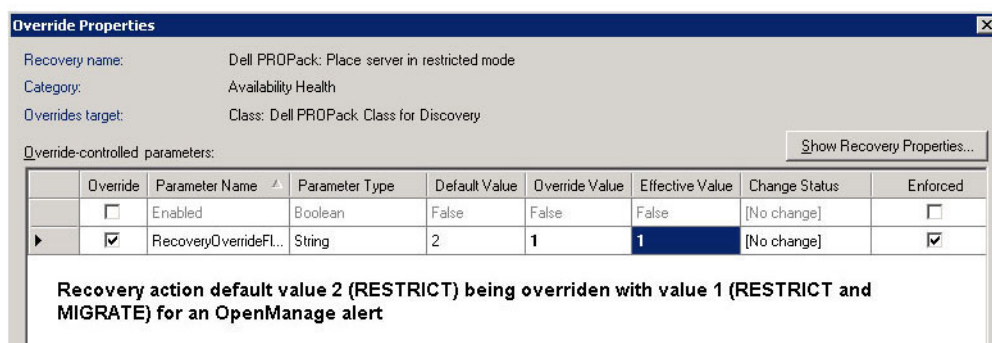 Override Properties
Recovery name: Dell PROPack: Place server in restricted mode
Category: Availability Health
Overrides target: Class: Dell PROPack Class for Discovery
Override-controlled parameters: Show Recovery Properties...
Override Parameter Name Parameter Type Default Value Override Value Effective Value Change Status Enforced
Enabled Boolean False False False [No change]
RecoveryOverrideFl... String 2 1 1 [No change]
Recovery action default value 2 (RESTRICT) being overriden with value 1 (RESTRICT and
MIGRATE) for an OpenManage alert